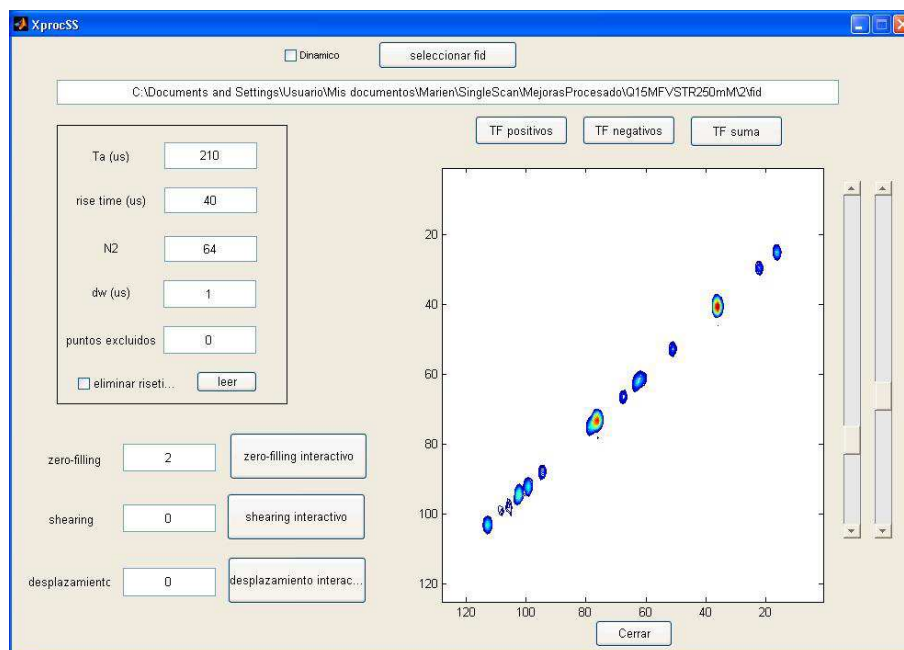 XprocSS
Dinamico
seleccionar fid
C:\Documents and Settings\Usuario\Mis documentos\Marien\SingleScan\MejorasProcesado\Q15MFVSTR250mM\2\fid
TF positivos
TF negativos
TF suma
Ta (us)
210
rise time (us)
40
N2
64
dw (us)
1
puntos excluidos
0
eliminar riseti...
leer
zero-filling
2
zero-filling interactivo
shearing
0
shearing interactivo
desplazamiento
0
desplazamiento interac...
20
40
60
80
100
120
120
100
80
60
40
20
Cerrar